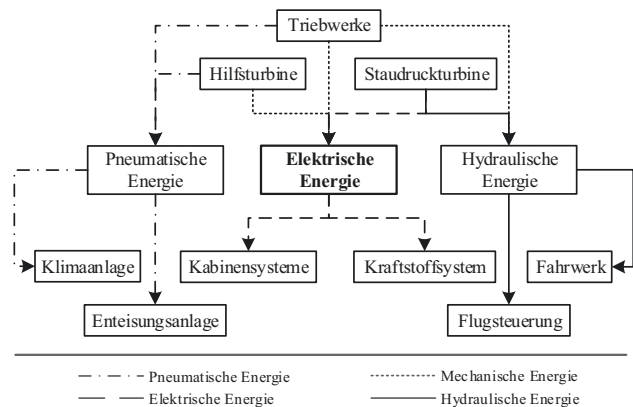 Triebwerke
Hilfsturbine
Staudruckturbine
Pneumatische
Energie
Elektrische
Energie
Hydraulische
Energie
Klimaanlage
Kabinensysteme
Kraftstoffsystem
Fahrwerk
Enteisungsanlage
Flugsteuerung
Pneumatische Energie
Mechanische Energie
Elektrische Energie
Hydraulische Energie